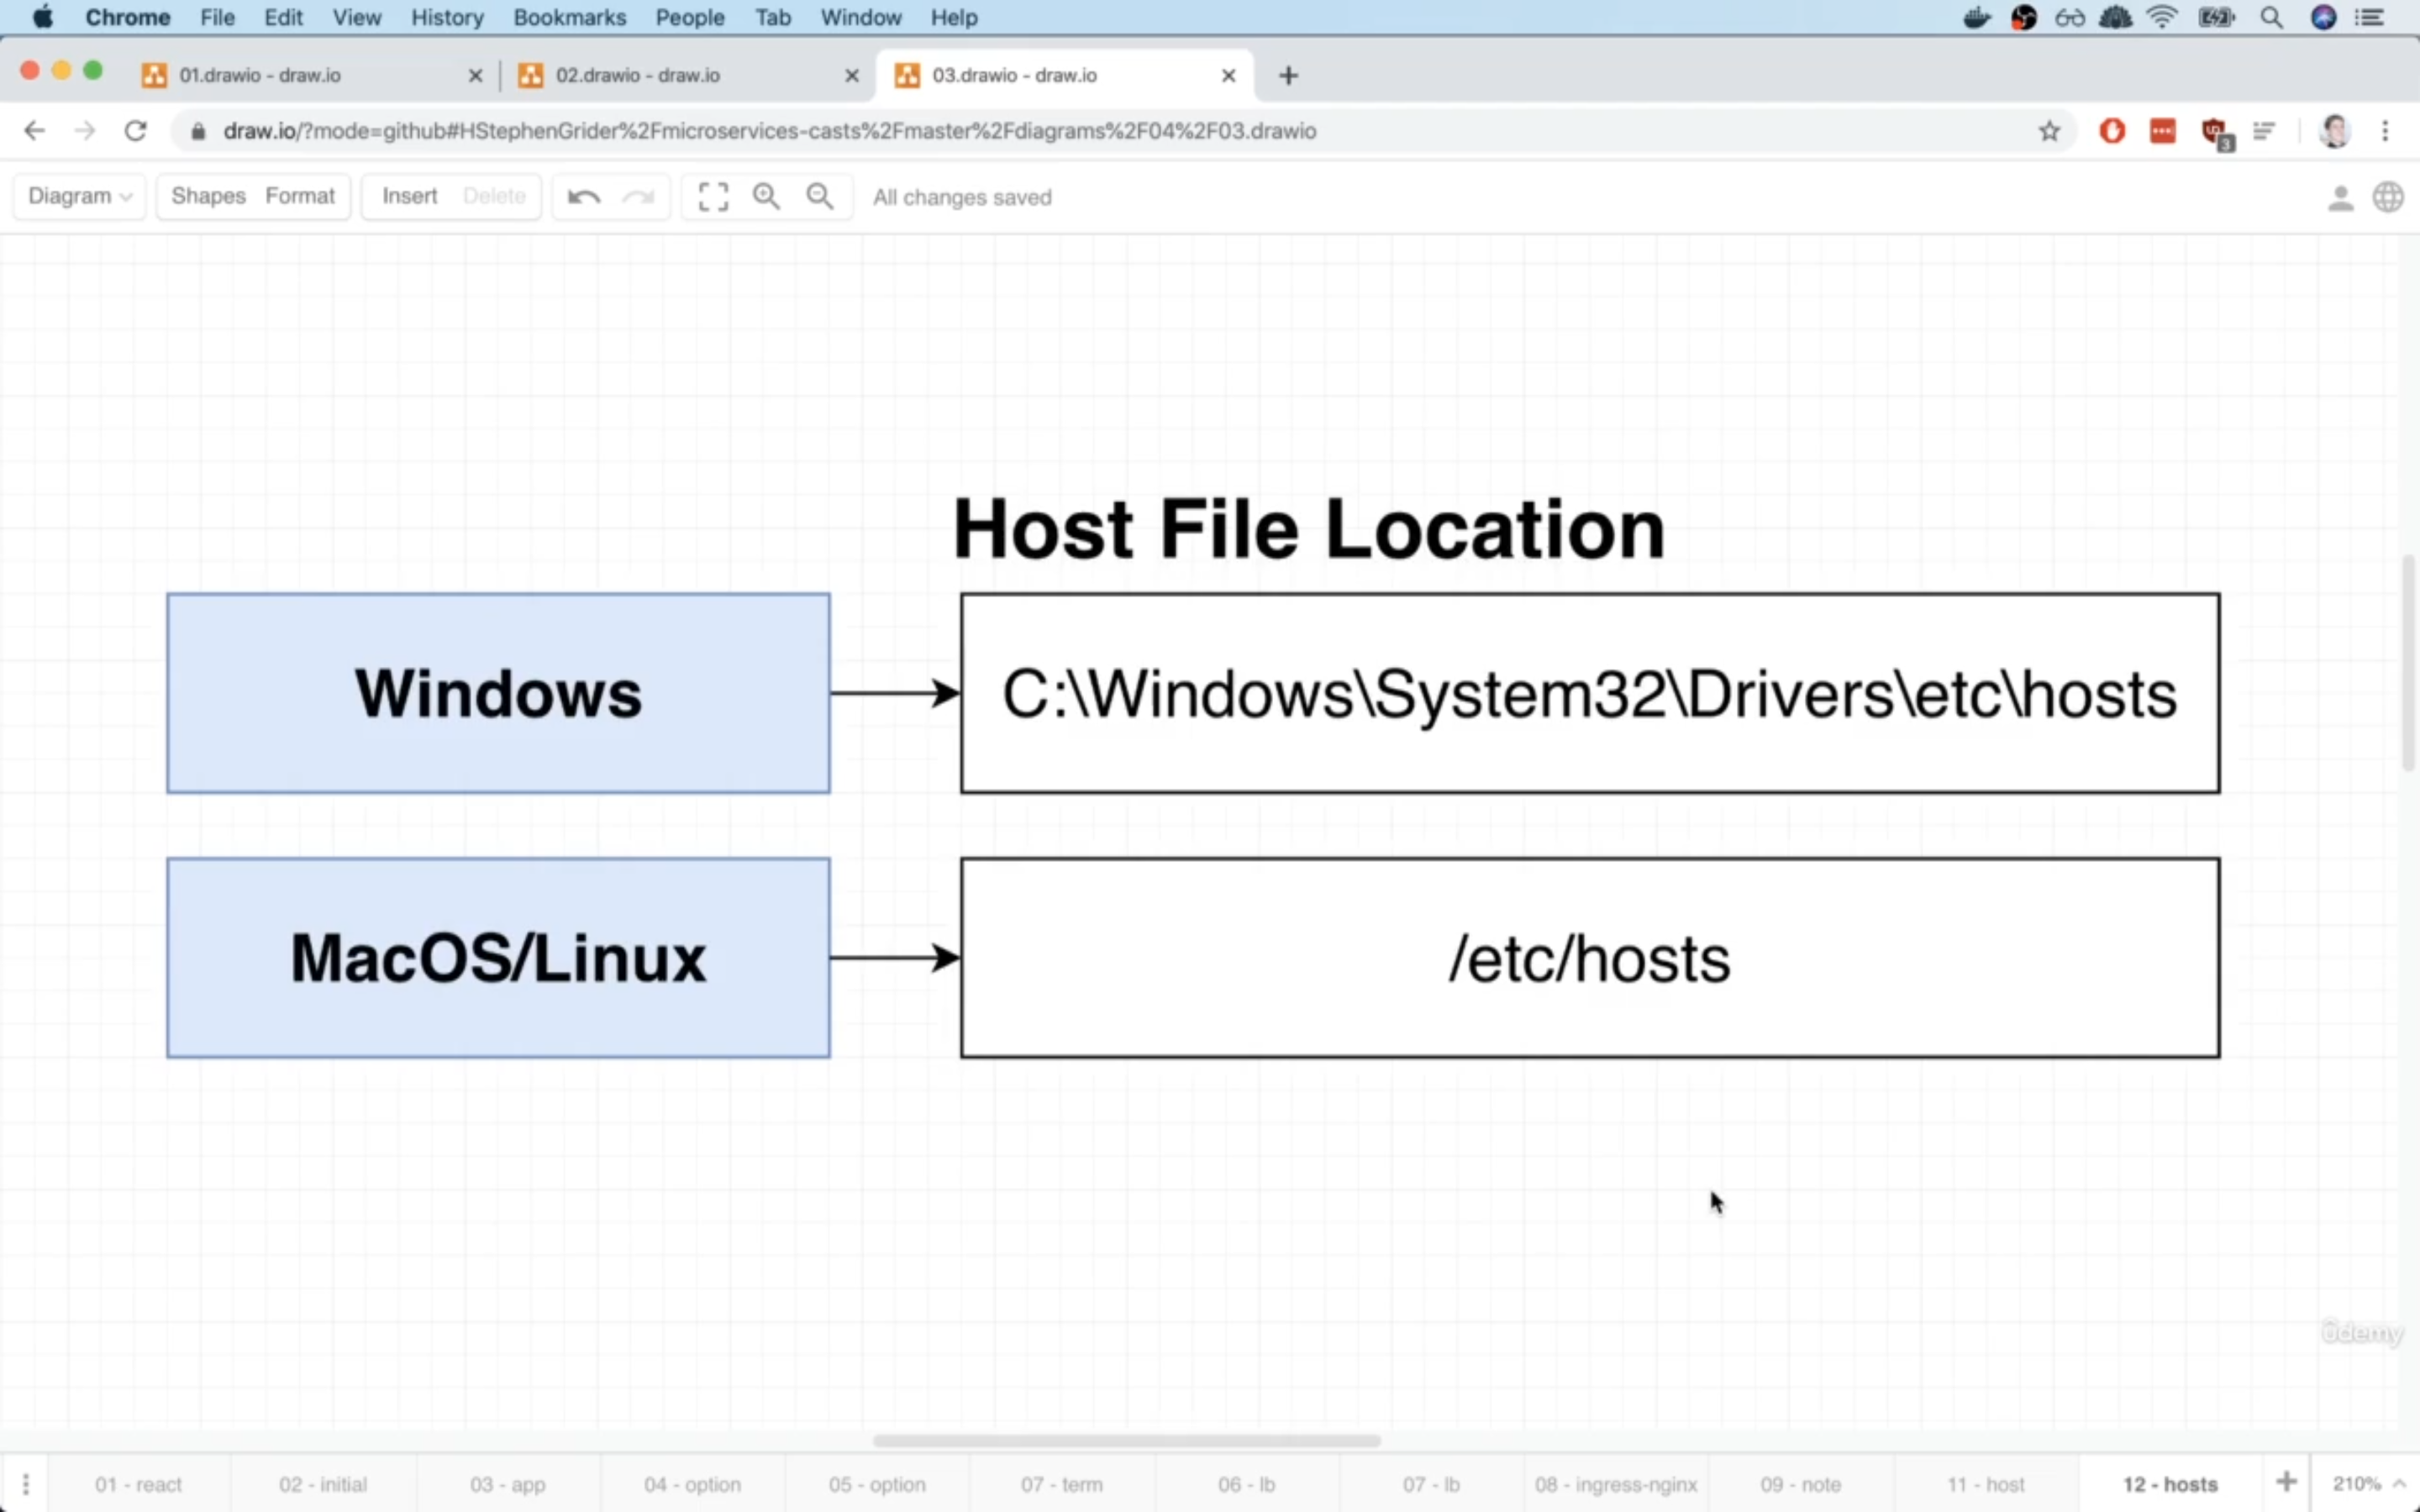 Chrome File Edit View History Bookmarks People Tab Window Help
01.drawio - draw.io
02.drawio - draw.io
03.drawio - draw.io
draw.io/?mode=github#HStephenGrider%2Fmicroservices-casts%2Fmaster%2Fdiagrams%2F04%2F03.drawio
3
Diagram Shapes Format Insert Delete All changes saved
Host File Location
Windows
C:\Windows\System32\Drivers\etc\hosts
MacOS/Linux
/etc/hosts
ûdemy
01 - react 02 - initial 03 - app 04 - option 05 - option 07 - term 06 - lb 07 - lb 08 - ingress-nginx 09 - note 11 - host 12 - hosts 210%